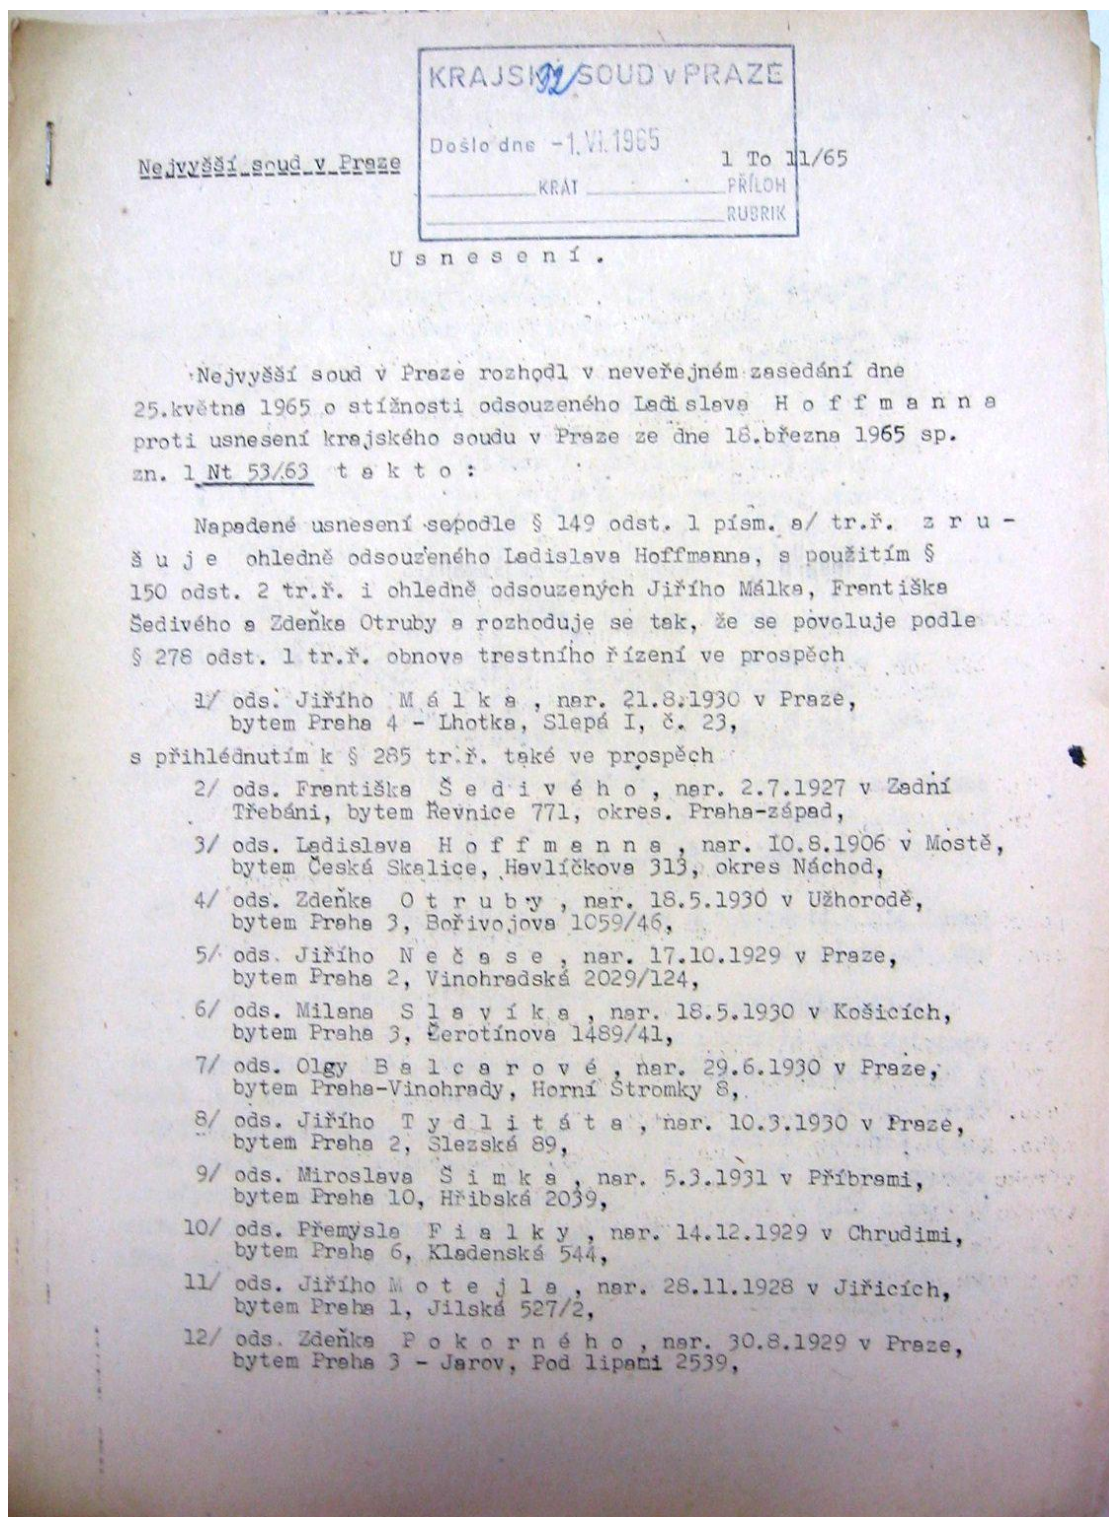 KRAJSKÝ SOUD v PRAZE
Došlo dne -1. VI. 1965
Nejvyšší soud v Praze
1 To 11/65
KRÁT PŘÍLOH
RUBRIK
U s n e s e n í .
Nejvyšší soud v Praze rozhodl v neveřejném zasedání dne
25.května 1965 o stížnosti odsouzeného Ladislava H o f f m a n n a
proti usnesení krajského soudu v Praze ze dne 18.března 1965 sp.
zn. 1 Nt 53/63 t a k t o :
Napadené usnesení sepodle § 149 odst. 1 písm. a/ tr.ř. z r u -
š u j e ohledně odsouzeného Ladislava Hoffmanna, s použitím §
150 odst. 2 tr.ř. i ohledně odsouzených Jiřího Málka, Františka
Šedivého a Zdeňka Otruby a rozhoduje se tak, že se povoluje podle
§ 278 odst. 1 tr.ř. obnova trestního řízení ve prospěch
1/ ods. Jiřího M á l k a , nar. 21.8.1930 v Praze,
bytem Praha 4 - Lhotka, Slepá I, č. 23,
s přihlédnutím k § 285 tr.ř. také ve prospěch
2/ ods. Františka Š e d i v é h o , nar. 2.7.1927 v Zadní
Třebáni, bytem Řevnice 771, okres. Praha-západ,
3/ ods. Ladislava H o f f m a n n a , nar. 10.8.1906 v Mostě,
bytem Česká Skalice, Havlíčkova 313, okres Náchod,
4/ ods. Zdeňka O t r u b y , nar. 18.5.1930 v Užhorodě,
bytem Praha 3, Bořivojova 1059/46,
5/ ods. Jiřího N e č a s e , nar. 17.10.1929 v Praze,
bytem Praha 2, Vinohradská 2029/124,
6/ ods. Milana S l a v í k a , nar. 18.5.1930 v Košicích,
bytem Praha 3, Žerotínova 1489/41,
7/ ods. Olgy B a l c a r o v é , nar. 29.6.1930 v Praze,
bytem Praha-Vinohrady, Horní Stromky 8,
8/ ods. Jiřího T y d l i t á t a , nar. 10.3.1930 v Praze,
bytem Praha 2, Slezská 89,
9/ ods. Miroslava Š i m k a , nar. 5.3.1931 v Příbrami,
bytem Praha 10, Hřibská 2039,
10/ ods. Přemysla F i a l k y , nar. 14.12.1929 v Chrudimi,
bytem Praha 6, Kladenská 544,
11/ ods. Jiřího M o t e j l a , nar. 28.11.1928 v Jiřicích,
bytem Praha 1, Jilská 527/2,
12/ ods. Zdeňka P o k o r n é h o , nar. 30.8.1929 v Praze,
bytem Praha 3 - Jarov, Pod lipami 2539,